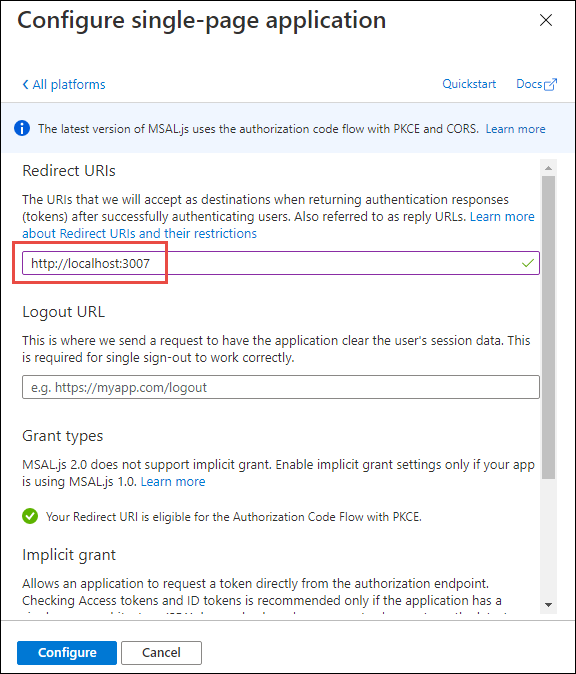 Configure single-page application
All platforms
Quickstart
Docs
The latest version of MSAL.js uses the authorization code flow with PKCE and CORS. Learn more
Redirect URIs
The URIs that we will accept as destinations when returning authentication responses
(tokens) after successfully authenticating users. Also referred to as reply URLs. Learn more
about Redirect URIs and their restrictions
http://localhost:3007
Logout URL
This is where we send a request to have the application clear the user's session data. This
is required for single sign-out to work correctly.
e.g. https://myapp.com/logout
Grant types
MSAL.js 2.0 does not support implicit grant. Enable implicit grant settings only if your app
is using MSAL.js 1.0. Learn more
Your Redirect URI is eligible for the Authorization Code Flow with PKCE.
Implicit grant
Allows an application to request a token directly from the authorization endpoint.
Checking Access tokens and ID tokens is recommended only if the application has a
Configure
Cancel